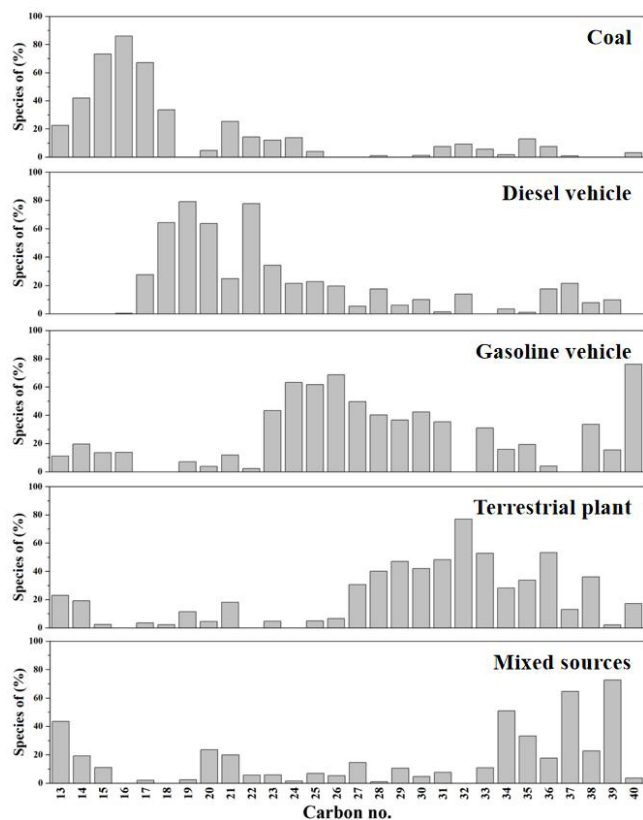 Coal
Species of (%)
100
80
60
40
20
0
Diesel vehicle
Species of (%)
100
80
60
40
20
0
Gasoline vehicle
Species of (%)
100
80
60
40
20
0
Terrestrial plant
Species of (%)
100
80
60
40
20
0
Mixed sources
Species of (%)
100
80
60
40
20
0
13 14 15 16 17 18 19 20 21 22 23 24 25 26 27 28 29 30 31 32 33 34 35 36 37 38 39 40
Carbon no.